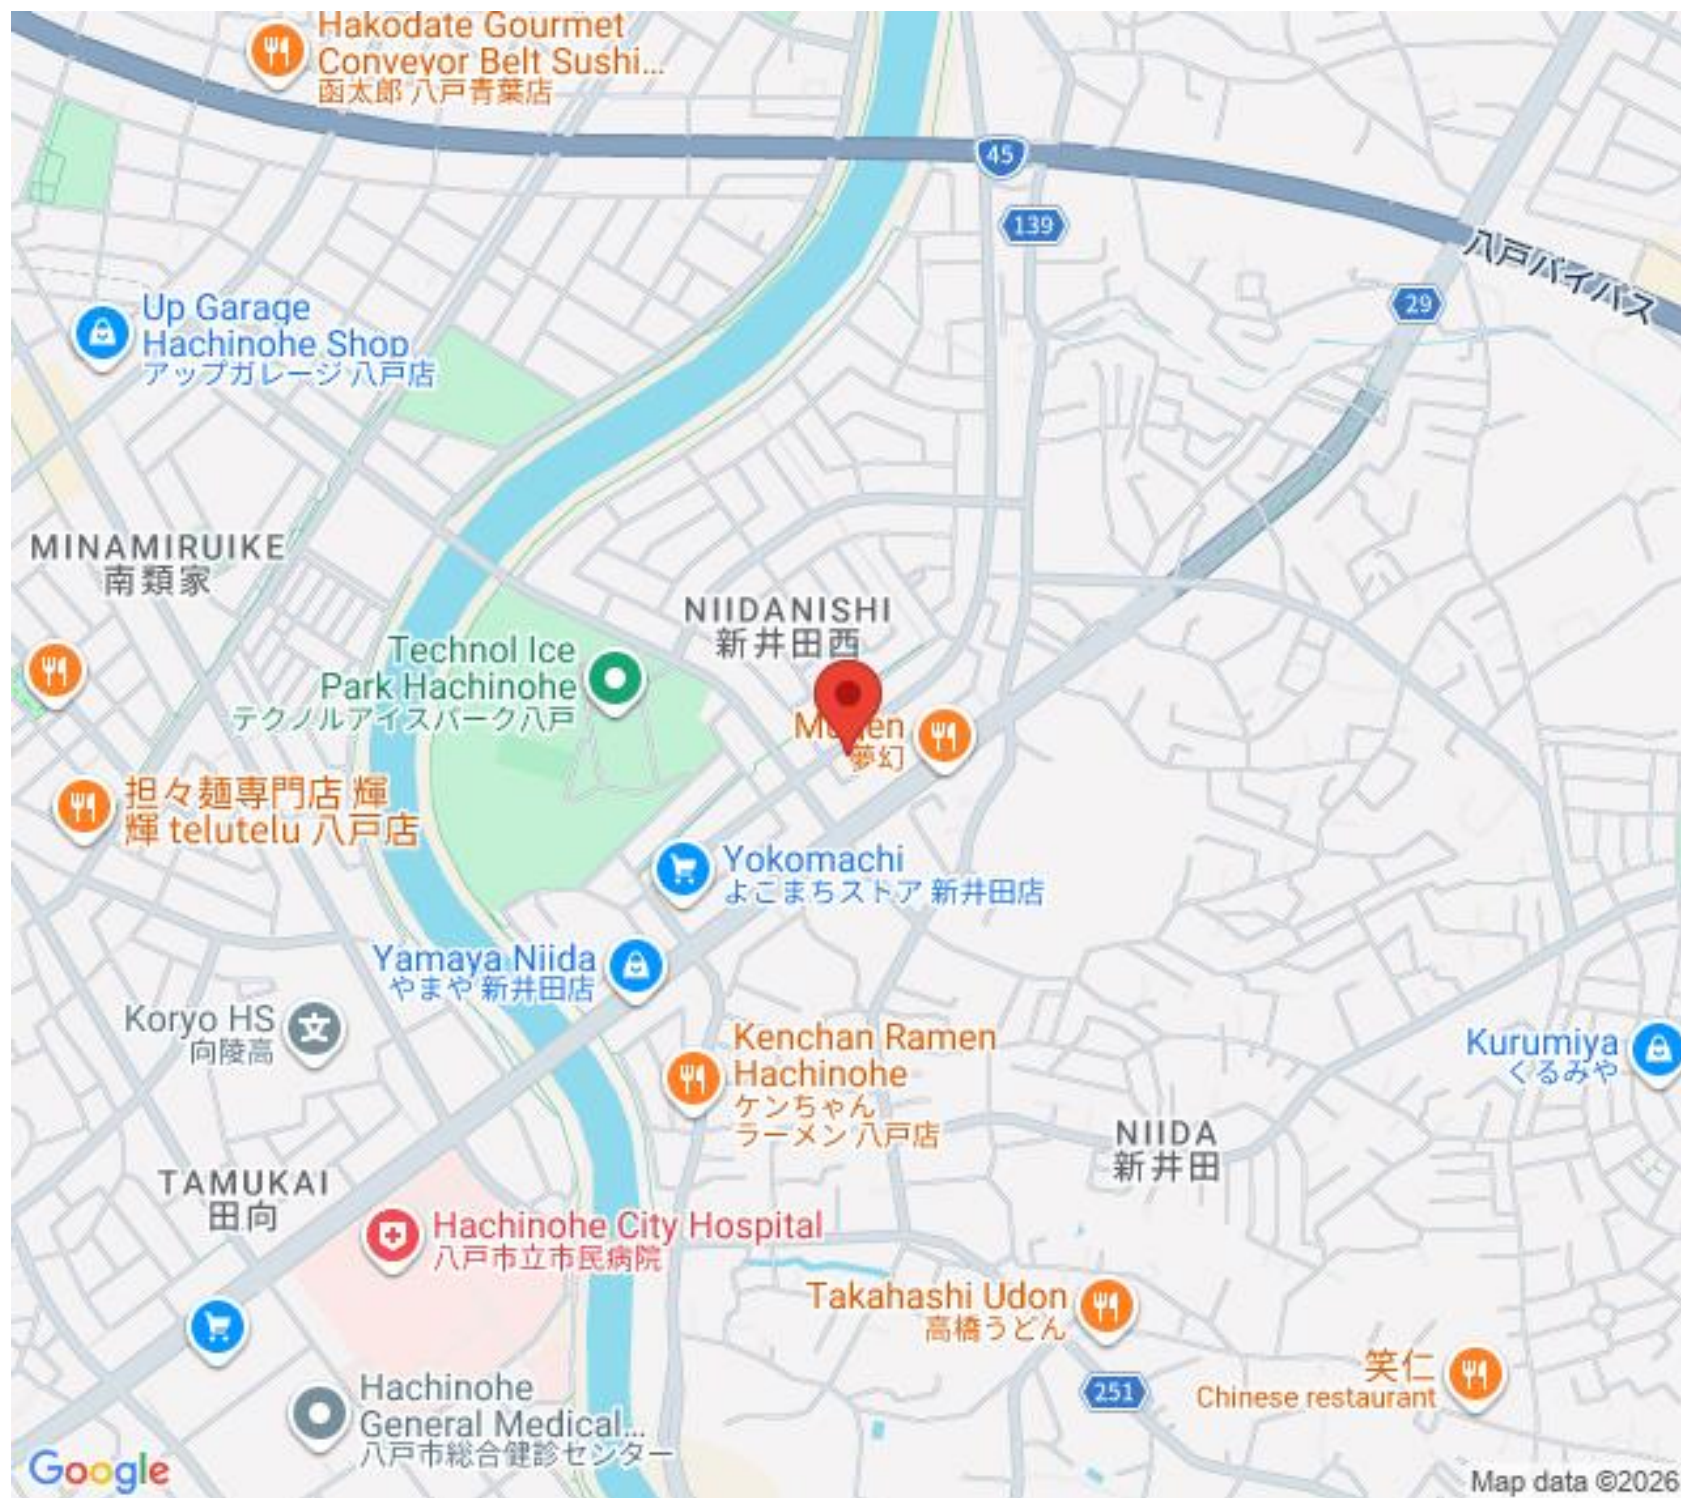 Hakodate Gourmet
Conveyor Belt Sushi...
函太郎 八戸青葉店
45
139
八戸バイパス
29
Up Garage
Hachinohe Shop
アップガレージ 八戸店
MINAMIRUIKE
南類家
NIIDANISHI
新井田西
Technol Ice
Park Hachinohe
テクノルアイスパーク八戸
夢幻
担々麺専門店 輝
輝 telutelu 八戸店
Yokomachi
よこまちストア 新井田店
Yamaya Niida
やまや 新井田店
Koryo HS
向陵高
Kenchan Ramen
Hachinohe
ケンちゃん
ラーメン 八戸店
Kurumiya
くるみや
NIIDA
新井田
TAMUKAI
田向
Hachinohe City Hospital
八戸市立市民病院
Takahashi Udon
高橋うどん
251
笑仁
Chinese restaurant
Hachinohe
General Medical...
八戸市総合健診センター
Google
Map data ©2026